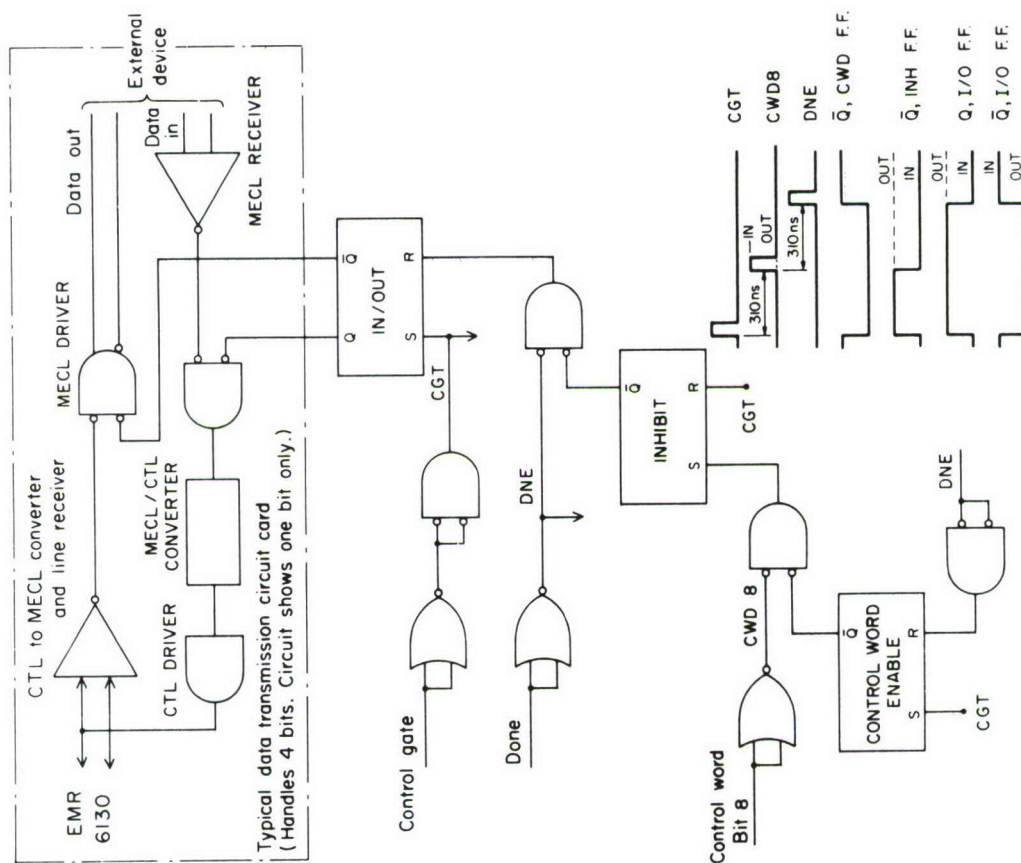 CTL to MECL converter
and line receiver
MECL DRIVER
Data out
External
device
Data
in
MECL RECEIVER
EMR
6130
CTL DRIVER
MECL / CTL
CONVERTER
Typical data transmission circuit card
(Handles 4 bits. Circuit shows one bit only.)
Q
Q̄
IN/OUT
S
R
Control gate
CGT
Done
DNE
Q̄
INHIBIT
S
R
CGT
Control word
Bit 8
CWD 8
Q̄
CONTROL WORD
ENABLE
S
R
CGT
DNE
CGT
310ns
IN
OUT
CWD8
310ns
DNE
Q̄, CWD F.F.
OUT
IN
Q̄, INH F.F.
OUT
IN
Q, I/O F.F.
IN
OUT
Q̄, I/O F.F.